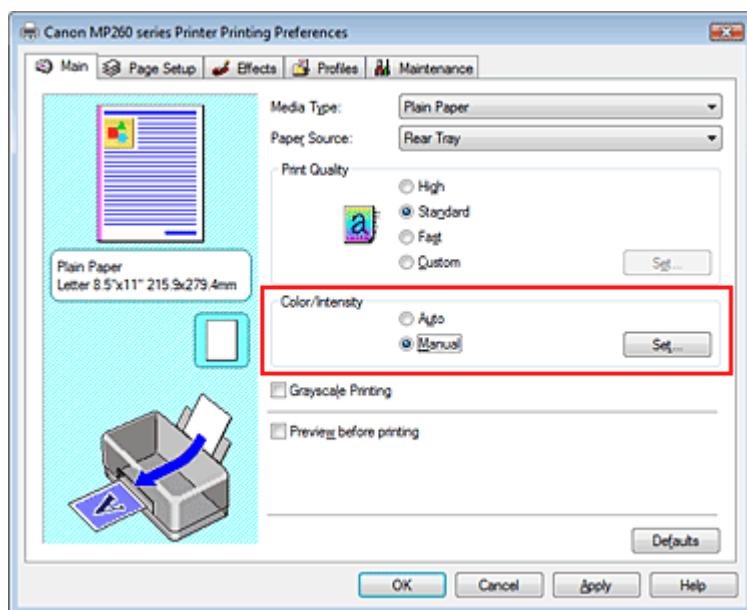 Canon MP260 series Printer Printing Preferences
Main
Page Setup
Effects
Profiles
Maintenance
Media Type:
Plain Paper
Paper Source:
Rear Tray
Print Quality
High
Standard
Fast
Custom
Set...
a
Plain Paper
Letter 8.5"x11" 215.9x279.4mm
Color/Intensity
Auto
Manual
Set...
Grayscale Printing
Preview before printing
A
Defaults
OK
Cancel
Apply
Help